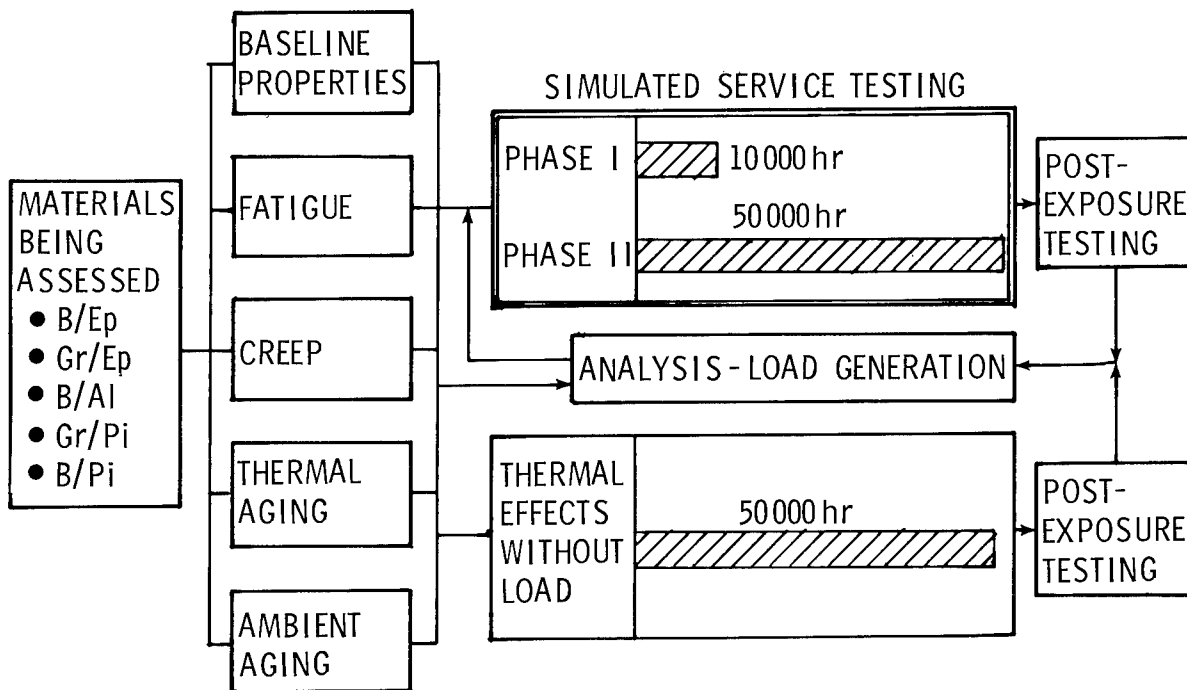 MATERIALS
BEING
ASSESSED
● B/Ep
● Gr/Ep
● B/Al
● Gr/Pi
● B/Pi
BASELINE
PROPERTIES
FATIGUE
CREEP
THERMAL
AGING
AMBIENT
AGING
SIMULATED SERVICE TESTING
PHASE I
10000 hr
50000 hr
PHASE II
ANALYSIS-LOAD GENERATION
THERMAL
EFFECTS
WITHOUT
LOAD
50000 hr
POST-
EXPOSURE
TESTING
POST-
EXPOSURE
TESTING